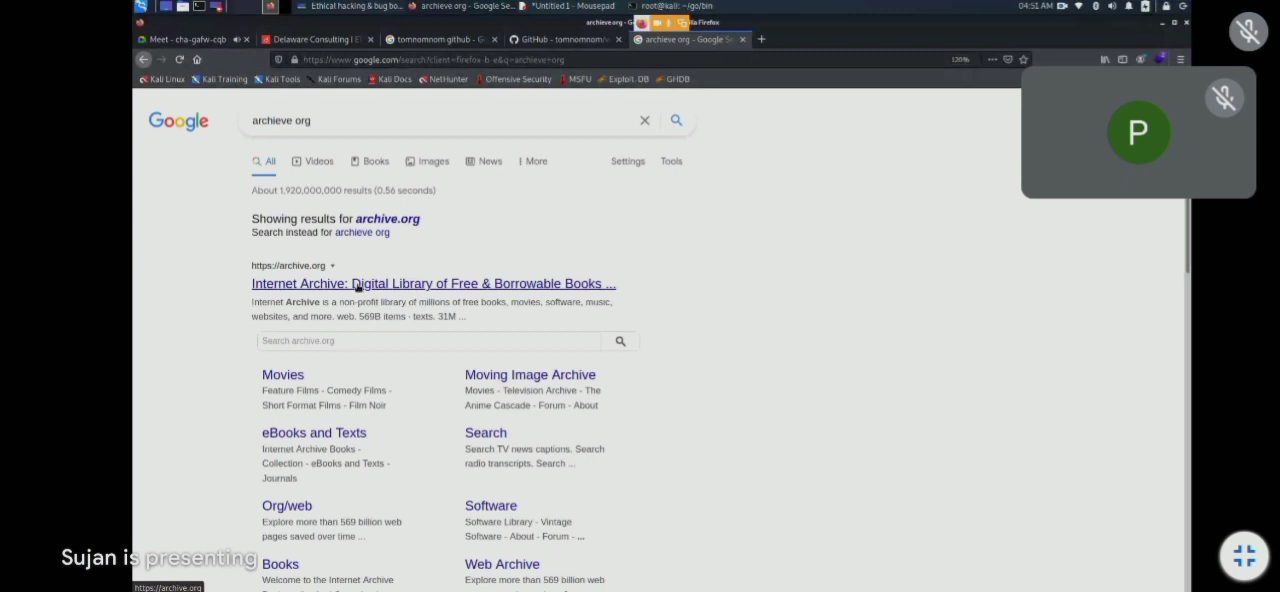 Ethical hacking & bug bo...
archieve org - Google Se...
*Untitled 1 - Mousepad
root@kali: ~/go/bin
04:51 AM
archieve.org - G
lla Firefox
Meet - cha-gafw-cqb
Delaware Consulting | E
tomnomnom github - G
GitHub - tomnomnom/
archieve org - Google Se
https://www.google.com/search?client=firefox-b-e&q=archieve+org
120%
Kali Linux
Kali Training
Kali Tools
Kali Forums
Kali Docs
NetHunter
Offensive Security
MSFU
Exploit-DB
GHDB
Google
archieve org
All
Videos
Books
Images
News
More
Settings
Tools
About 1,920,000,000 results (0.56 seconds)
Showing results for archive.org
Search instead for archieve org
https://archive.org
Internet Archive: Digital Library of Free & Borrowable Books ...
Internet Archive is a non-profit library of millions of free books, movies, software, music,
websites, and more. web. 569B items · texts. 31M ...
Search archive.org
Movies
Feature Films - Comedy Films -
Short Format Films - Film Noir
Moving Image Archive
Movies - Television Archive - The
Anime Cascade - Forum - About
eBooks and Texts
Internet Archive Books -
Collection - eBooks and Texts -
Journals
Search
Search TV news captions. Search
radio transcripts. Search ...
Org/web
Explore more than 569 billion web
pages saved over time ...
Software
Software Library - Vintage
Software - About - Forum - ...
Books
Welcome to the Internet Archive
Web Archive
Explore more than 569 billion web
P
Sujan is presenting
https://archive.org